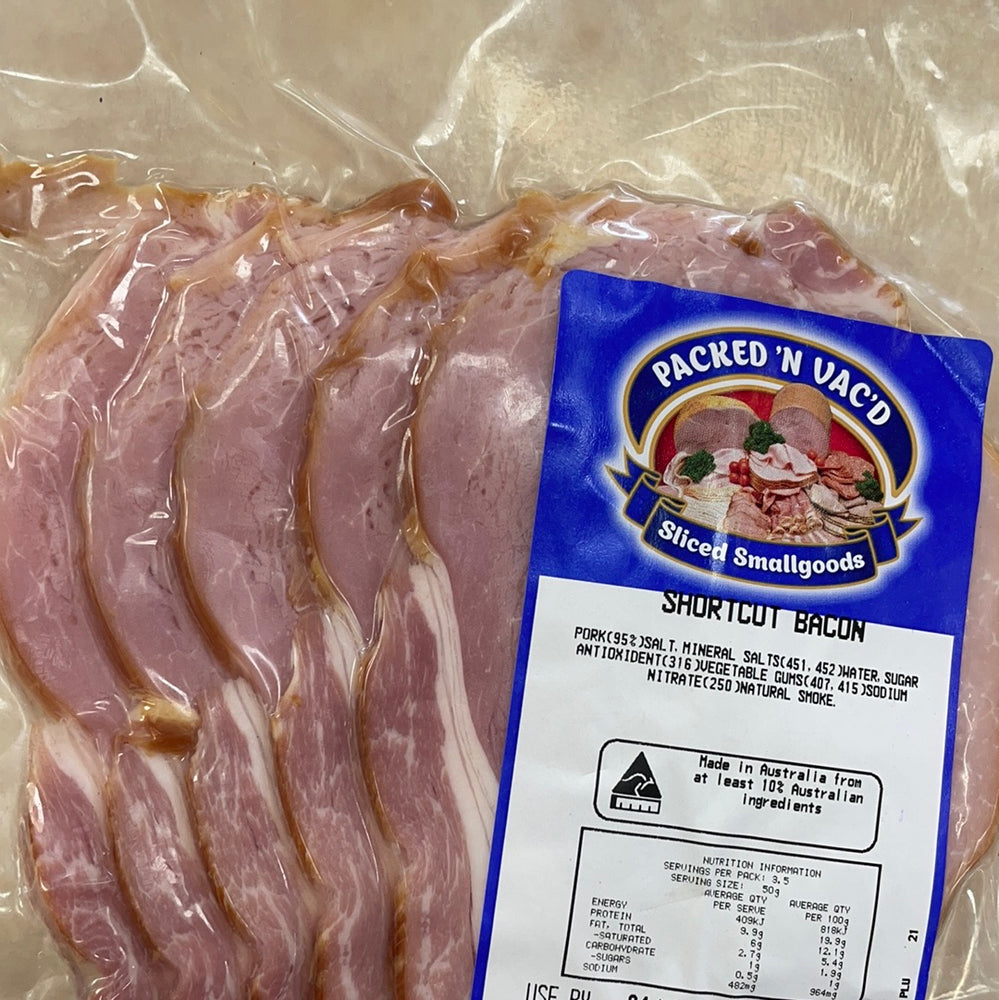 PACKED 'N VAC'D
Sliced Smallgoods
SHORTCUT BACON
PORK(95%)SALT, MINERAL SALTS(451, 452)WATER, SUGAR
ANTIOXIDENT(316)VEGETABLE GUMS(407, 415)SODIUM
NITRATE(250)NATURAL SMOKE.
Made in Australia from
at least 10% Australian
ingredients
NUTRITION INFORMATION
SERVINGS PER PACK: 3.5
SERVING SIZE: 50g
AVERAGE QTY AVERAGE QTY
PER SERVE PER 100g
ENERGY 409kJ 818kJ
PROTEIN 9.9g 19.9g
FAT, TOTAL 6g 12.1g
-SATURATED 2.7g 5.4g
CARBOHYDRATE 1g 1.9g
-SUGARS 0.5g 1g
SODIUM 482mg 964mg
USE BY
PLU 21